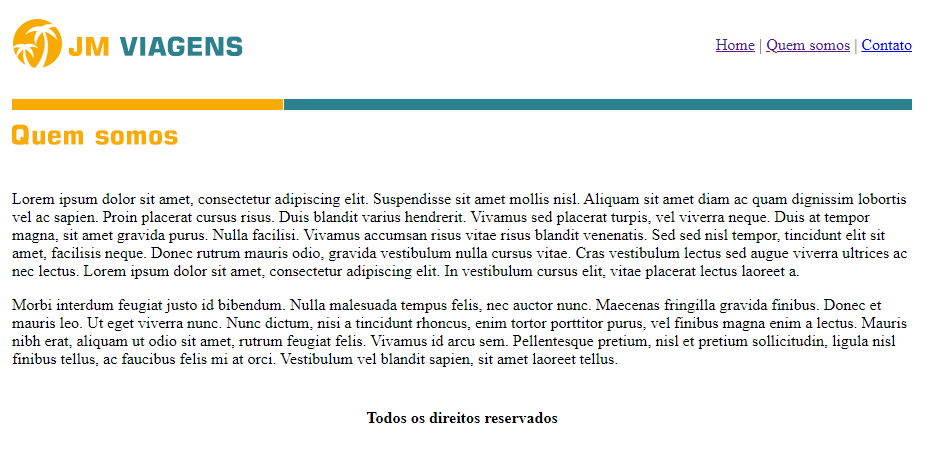 JM VIAGENS
Home | Quem somos | Contato
Quem somos
Lorem ipsum dolor sit amet, consectetur adipiscing elit. Suspendisse sit amet mollis nisl. Aliquam sit amet diam ac quam dignissim lobortis
vel ac sapien. Proin placerat cursus risus. Duis blandit varius hendrerit. Vivamus sed placerat turpis, vel viverra neque. Duis at tempor
magna, sit amet gravida purus. Nulla facilisi. Vivamus accumsan risus vitae risus blandit venenatis. Sed sed nisl tempor, tincidunt elit sit
amet, facilisis neque. Donec rutrum mauris odio, gravida vestibulum nulla cursus vitae. Cras vestibulum lectus sed augue viverra ultrices ac
nec lectus. Lorem ipsum dolor sit amet, consectetur adipiscing elit. In vestibulum cursus elit, vitae placerat lectus laoreet a.
Morbi interdum feugiat justo id bibendum. Nulla malesuada tempus felis, nec auctor nunc. Maecenas fringilla gravida finibus. Donec et
mauris leo. Ut eget viverra nunc. Nunc dictum, nisi a tincidunt rhoncus, enim tortor porttitor purus, vel finibus magna enim a lectus. Mauris
nibh erat, aliquam ut odio sit amet, rutrum feugiat felis. Vivamus id arcu sem. Pellentesque pretium, nisl et pretium sollicitudin, ligula nisl
finibus tellus, ac faucibus felis mi at orci. Vestibulum vel blandit sapien, sit amet laoreet tellus.
Todos os direitos reservados